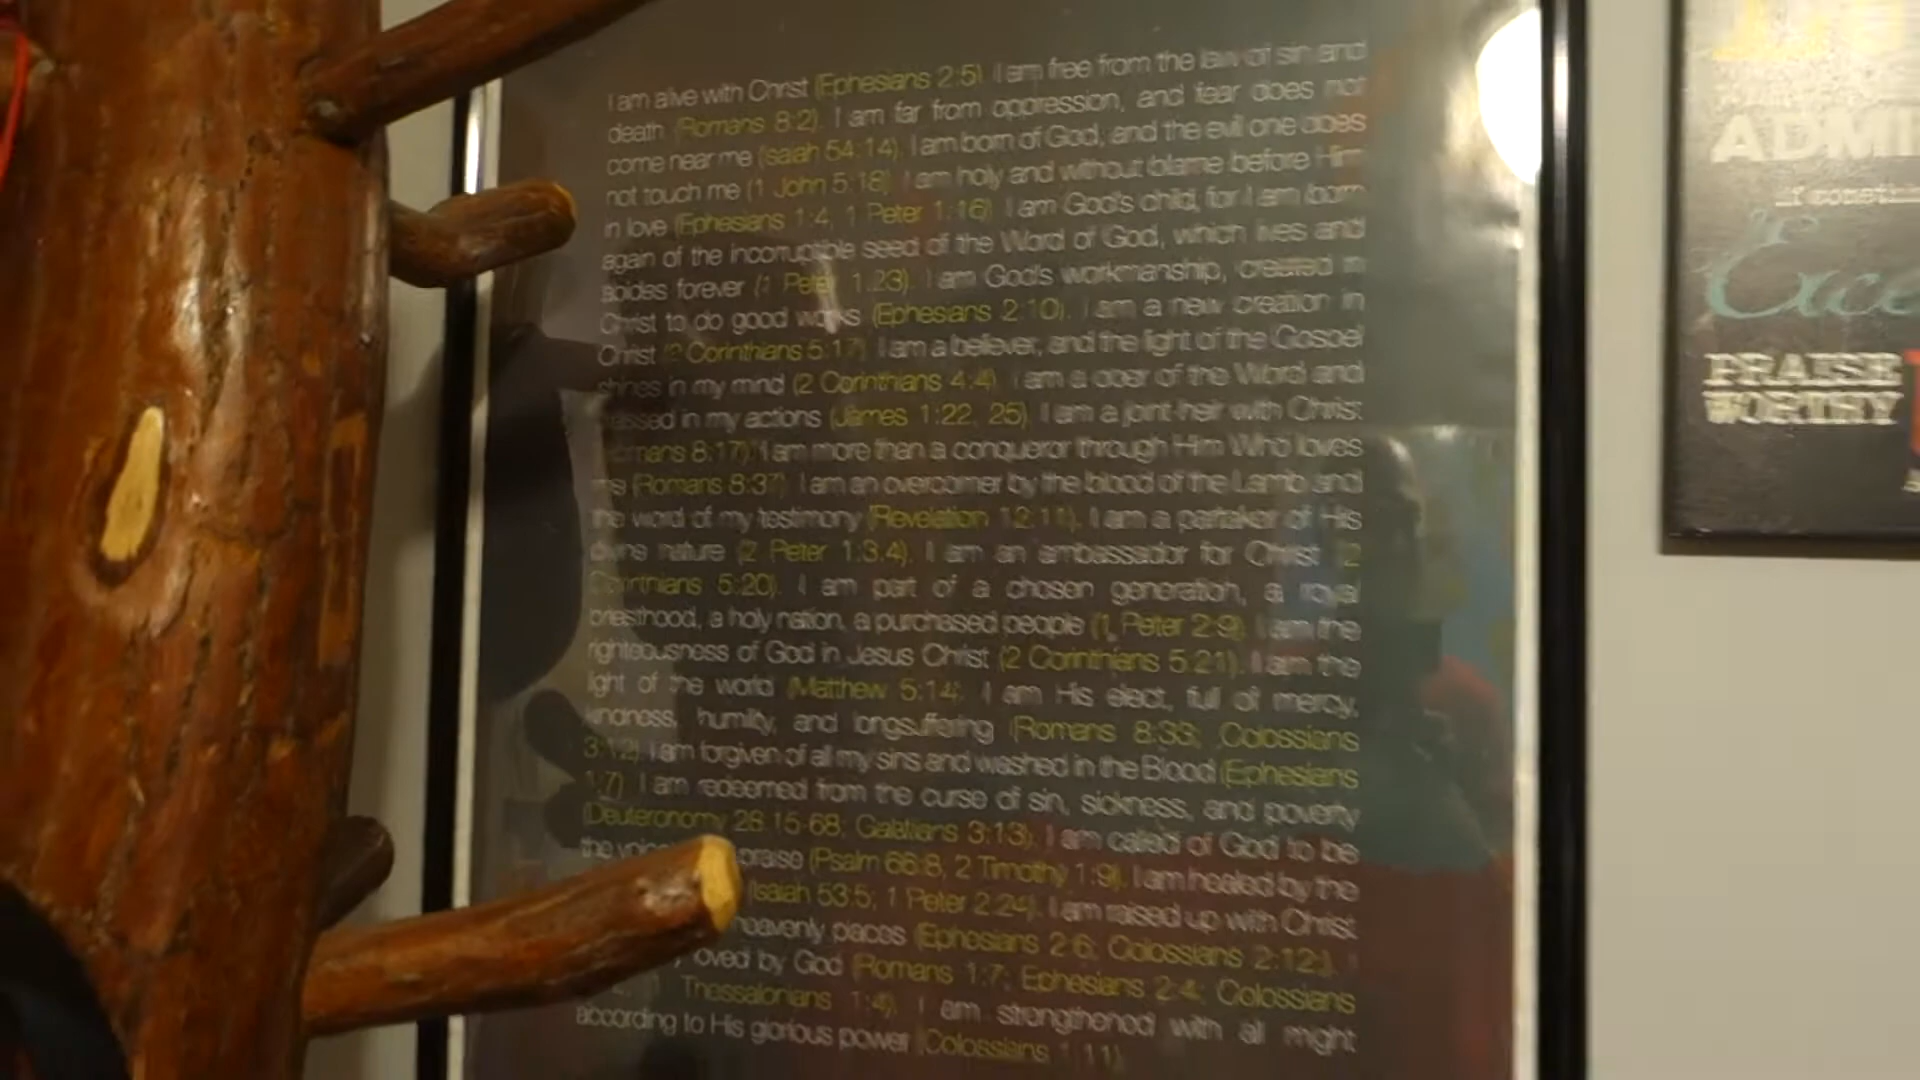 I am alive with Christ (Ephesians 2:5). I am free from the law of sin and
death (Romans 8:2). I am far from oppression, and fear does not
come near me (Isaiah 54:14). I am born of God, and the evil one does
not touch me (1 John 5:18). I am holy and without blame before Him
in love (Ephesians 1:4, 1 Peter 1:16). I am God's child, for I am born
again of the incorruptible seed of the Word of God, which lives and
abides forever (1 Peter 1:23). I am God's workmanship, created in
Christ to do good works (Ephesians 2:10). I am a new creation in
Christ (2 Corinthians 5:17). I am a believer, and the light of the Gospel
shines in my mind (2 Corinthians 4:4). I am a doer of the Word and
blessed in my actions (James 1:22, 25). I am a joint-heir with Christ
(Romans 8:17). I am more than a conqueror through Him Who loves
me (Romans 8:37). I am an overcomer by the blood of the Lamb and
the word of my testimony (Revelation 12:11). I am a partaker of His
divine nature (2 Peter 1:3,4). I am an ambassador for Christ (2
Corinthians 5:20). I am part of a chosen generation, a royal
priesthood, a holy nation, a purchased people (1 Peter 2:9). I am the
righteousness of God in Jesus Christ (2 Corinthians 5:21). I am the
light of the world (Matthew 5:14). I am His elect, full of mercy,
kindness, humility, and longsuffering (Romans 8:33; Colossians
3:12). I am forgiven of all my sins and washed in the Blood (Ephesians
1:7). I am redeemed from the curse of sin, sickness, and poverty
(Deuteronomy 28:15-68; Galatians 3:13). I am called of God to be
the voice praise (Psalm 66:8, 2 Timothy 1:9). I am healed by the
(Isaiah 53:5; 1 Peter 2:24). I am raised up with Christ
heavenly places (Ephesians 2:6; Colossians 2:12). I
oved by God (Romans 1:7; Ephesians 2:4; Colossians
Thessalonians 1:4). I am strengthened with all might
according to His glorious power (Colossians 1:11).
ADMI
if somethi
Exce
PRAISE
WORTHY